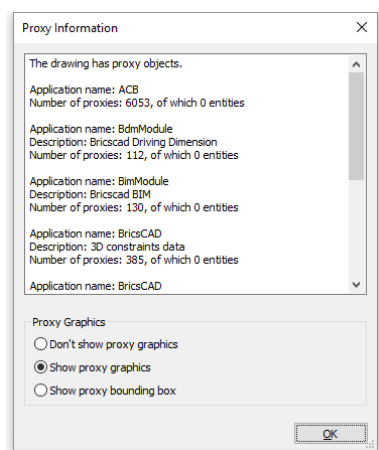 Proxy Information
The drawing has proxy objects.
Application name: ACB
Number of proxies: 6053, of which 0 entities
Application name: BdmModule
Description: Bricscad Driving Dimension
Number of proxies: 112, of which 0 entities
Application name: BimModule
Description: Bricscad BIM
Number of proxies: 130, of which 0 entities
Application name: BricsCAD
Description: 3D constraints data
Number of proxies: 385, of which 0 entities
Application name: BricsCAD
Proxy Graphics
Don't show proxy graphics
Show proxy graphics
Show proxy bounding box
OK